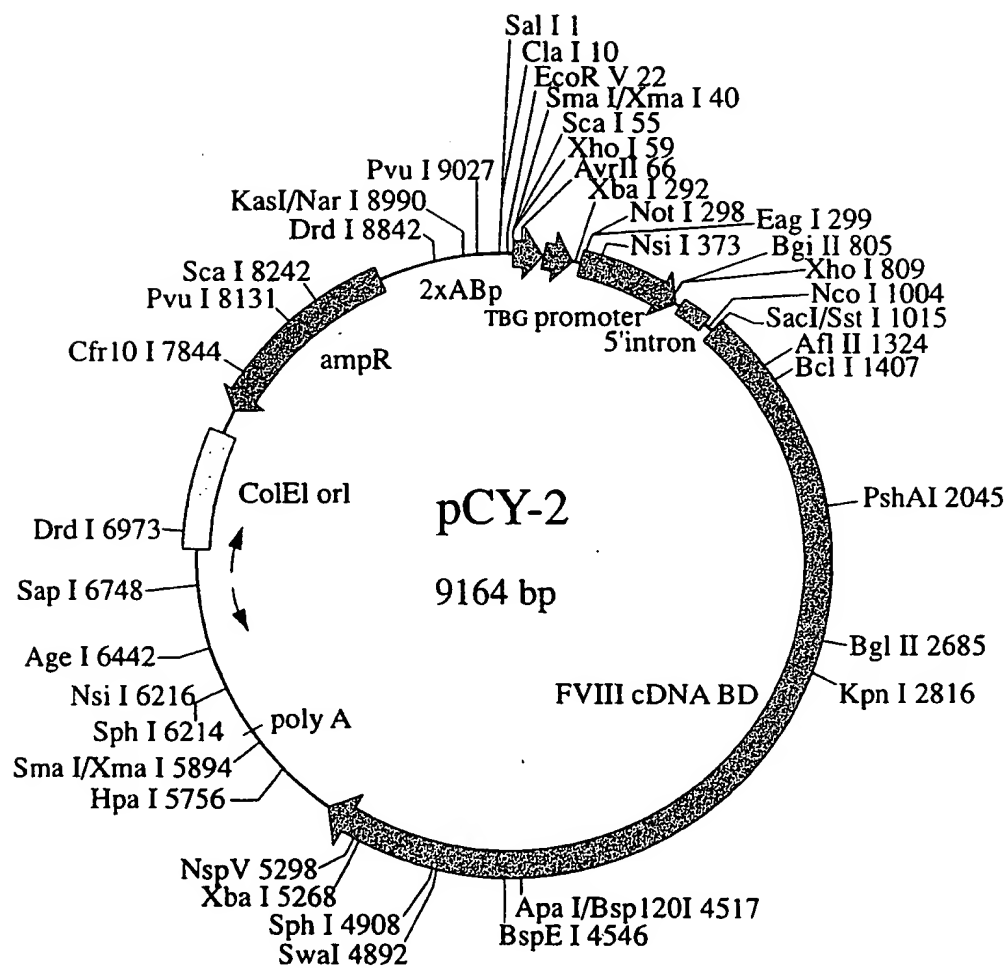 Sal I 1
Cla I 10
EcoR V 22
Sma I/Xma I 40
Sca I 55
Xho I 59
AvrII 66
Xba I 292
Not I 298
Eag I 299
Nsi I 373
Bgi II 805
Xho I 809
Nco I 1004
SacI/Sst I 1015
Afl II 1324
Bcl I 1407
PshAI 2045
Bgl II 2685
Kpn I 2816
Apa I/Bsp120I 4517
BspE I 4546
SwaI 4892
Sph I 4908
Xba I 5268
NspV 5298
Hpa I 5756
Sma I/Xma I 5894
Sph I 6214
Nsi I 6216
Age I 6442
Sap I 6748
Drd I 6973
Cfr10 I 7844
Pvu I 8131
Sca I 8242
Drd I 8842
KasI/Nar I 8990
Pvu I 9027
2xABp
TBG promoter
5'intron
FVIII cDNA BD
poly A
ColEl orI
ampR
pCY-2
9164 bp